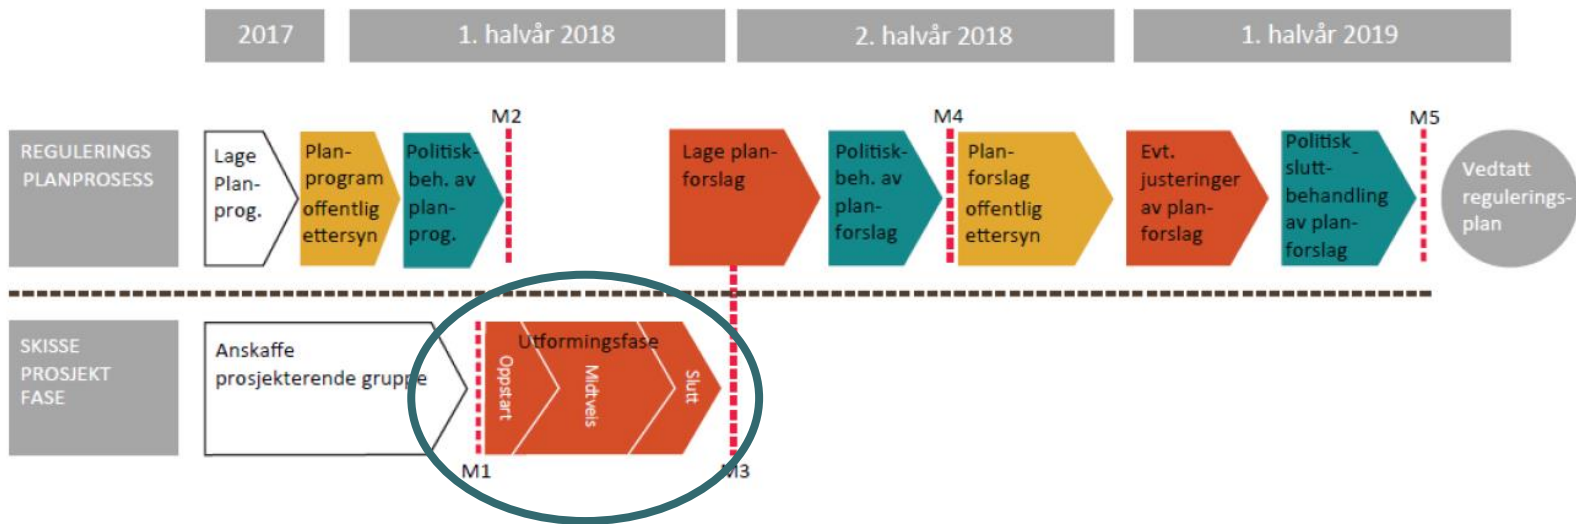 2017
1. halvår 2018
2. halvår 2018
1. halvår 2019
REGULERINGS
PLANPROSESS
Lage
Plan-
prog.
Plan-
program
offentlig
ettersyn
Politisk-
beh. av
plan-
prog.
M2
Lage plan-
forslag
Politisk-
beh. av
plan-
forslag
M4
Plan-
forslag
offentlig
ettersyn
Evt.
justeringer
av plan-
forslag
Politisk
slutt-
behandling
av plan-
forslag
M5
Vedtatt
regulerings-
plan
SKISSE
PROSJEKT
FASE
Anskaffe
prosjekterende gruppe
M1
Utformingsfase
Oppstart
Midtveis
Slutt
M3